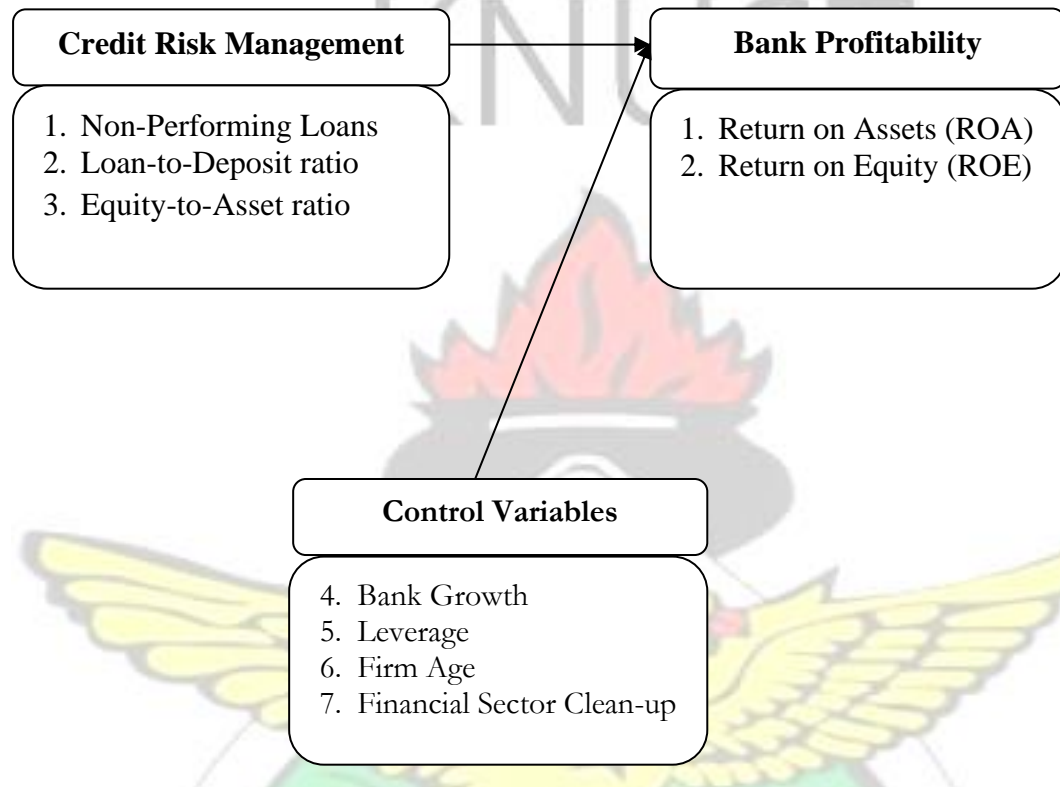 KNUST
Credit Risk Management
1. Non-Performing Loans
2. Loan-to-Deposit ratio
3. Equity-to-Asset ratio
Bank Profitability
1. Return on Assets (ROA)
2. Return on Equity (ROE)
Control Variables
4. Bank Growth
5. Leverage
6. Firm Age
7. Financial Sector Clean-up